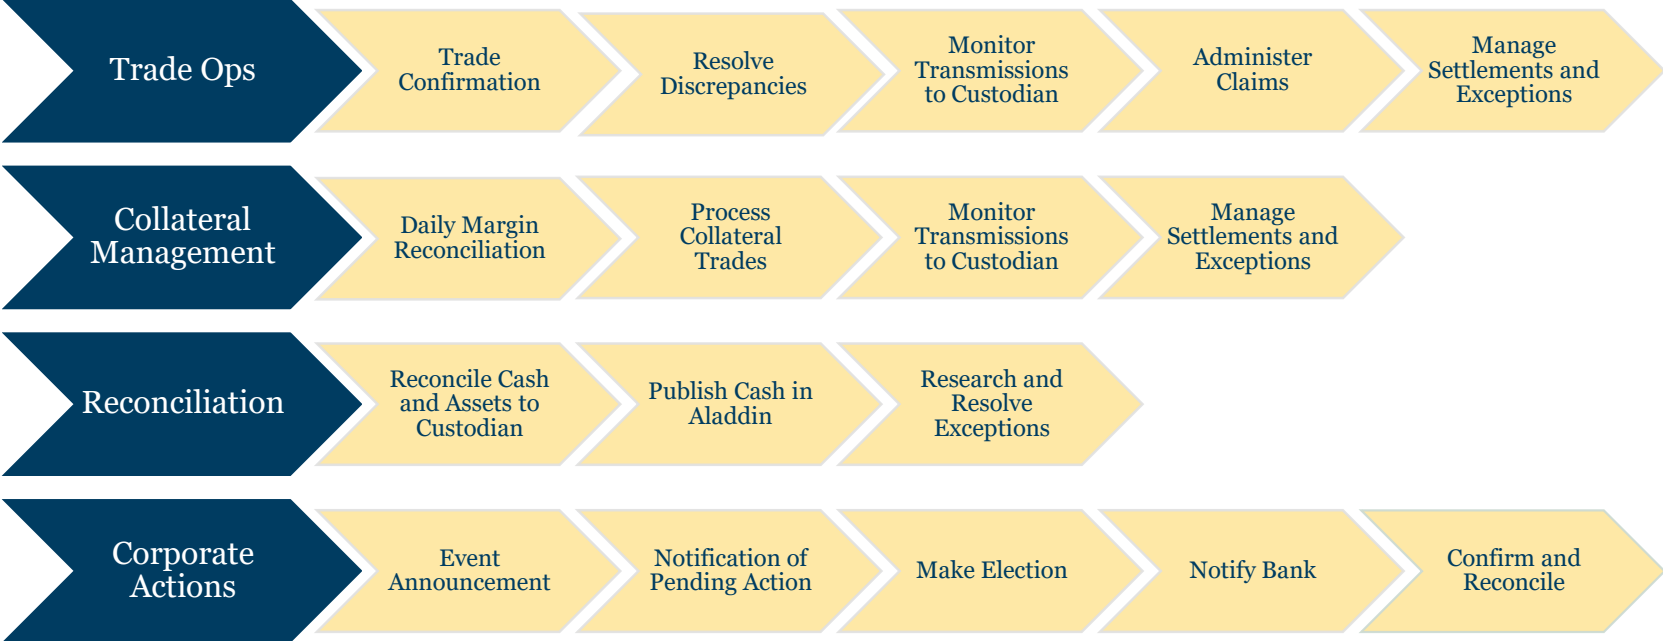 Trade Ops
Trade
Confirmation
Resolve
Discrepancies
Monitor
Transmissions
to Custodian
Administer
Claims
Manage
Settlements and
Exceptions
Collateral
Management
Daily Margin
Reconciliation
Process
Collateral
Trades
Monitor
Transmissions
to Custodian
Manage
Settlements and
Exceptions
Reconciliation
Reconcile Cash
and Assets to
Custodian
Publish Cash in
Aladdin
Research and
Resolve
Exceptions
Corporate
Actions
Event
Announcement
Notification of
Pending Action
Make Election
Notify Bank
Confirm and
Reconcile